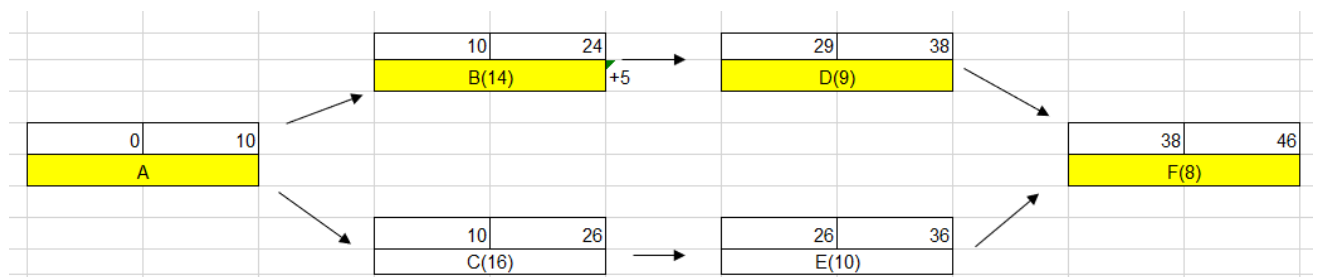 10 24 29 38
B(14) +5 D(9)
0 10 38 46
A F(8)
10 26 26 36
C(16) E(10)